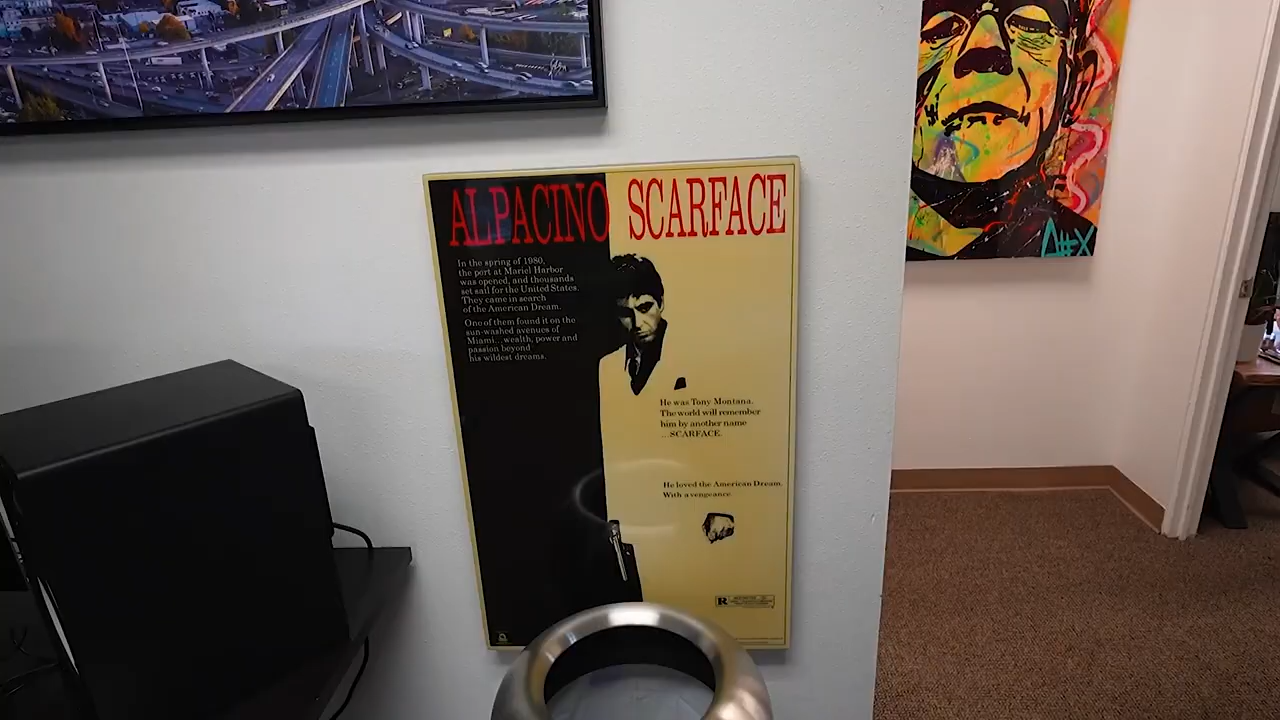 AL PACINO SCARFACE
In the spring of 1980,
the port at Mariel Harbor
was opened, and thousands
set sail for the United States.
They came in search
of the American Dream.
One of them found it on the
sun-washed avenues of
Miami...wealth, power and
passion beyond
his wildest dreams.
He was Tony Montana.
The world will remember
him by another name
...SCARFACE.
He loved the American Dream.
With a vengeance.
R